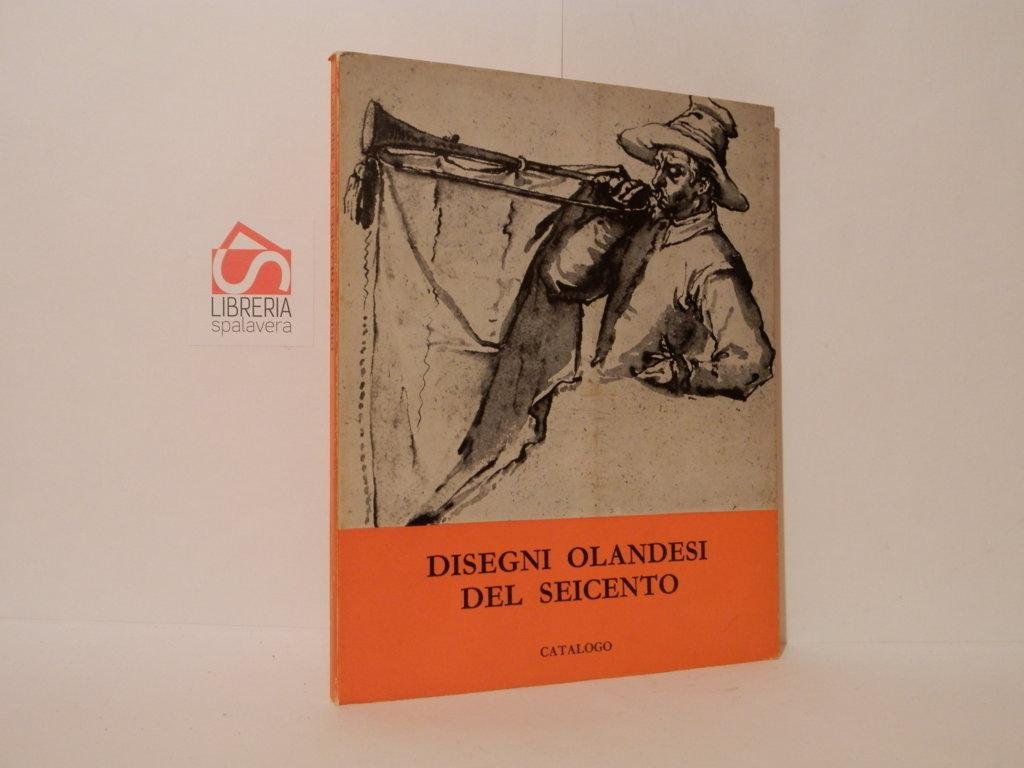 LIBRERIA
spalavera
DISEGNI OLANDESI
DEL SEICENTO
CATALOGO